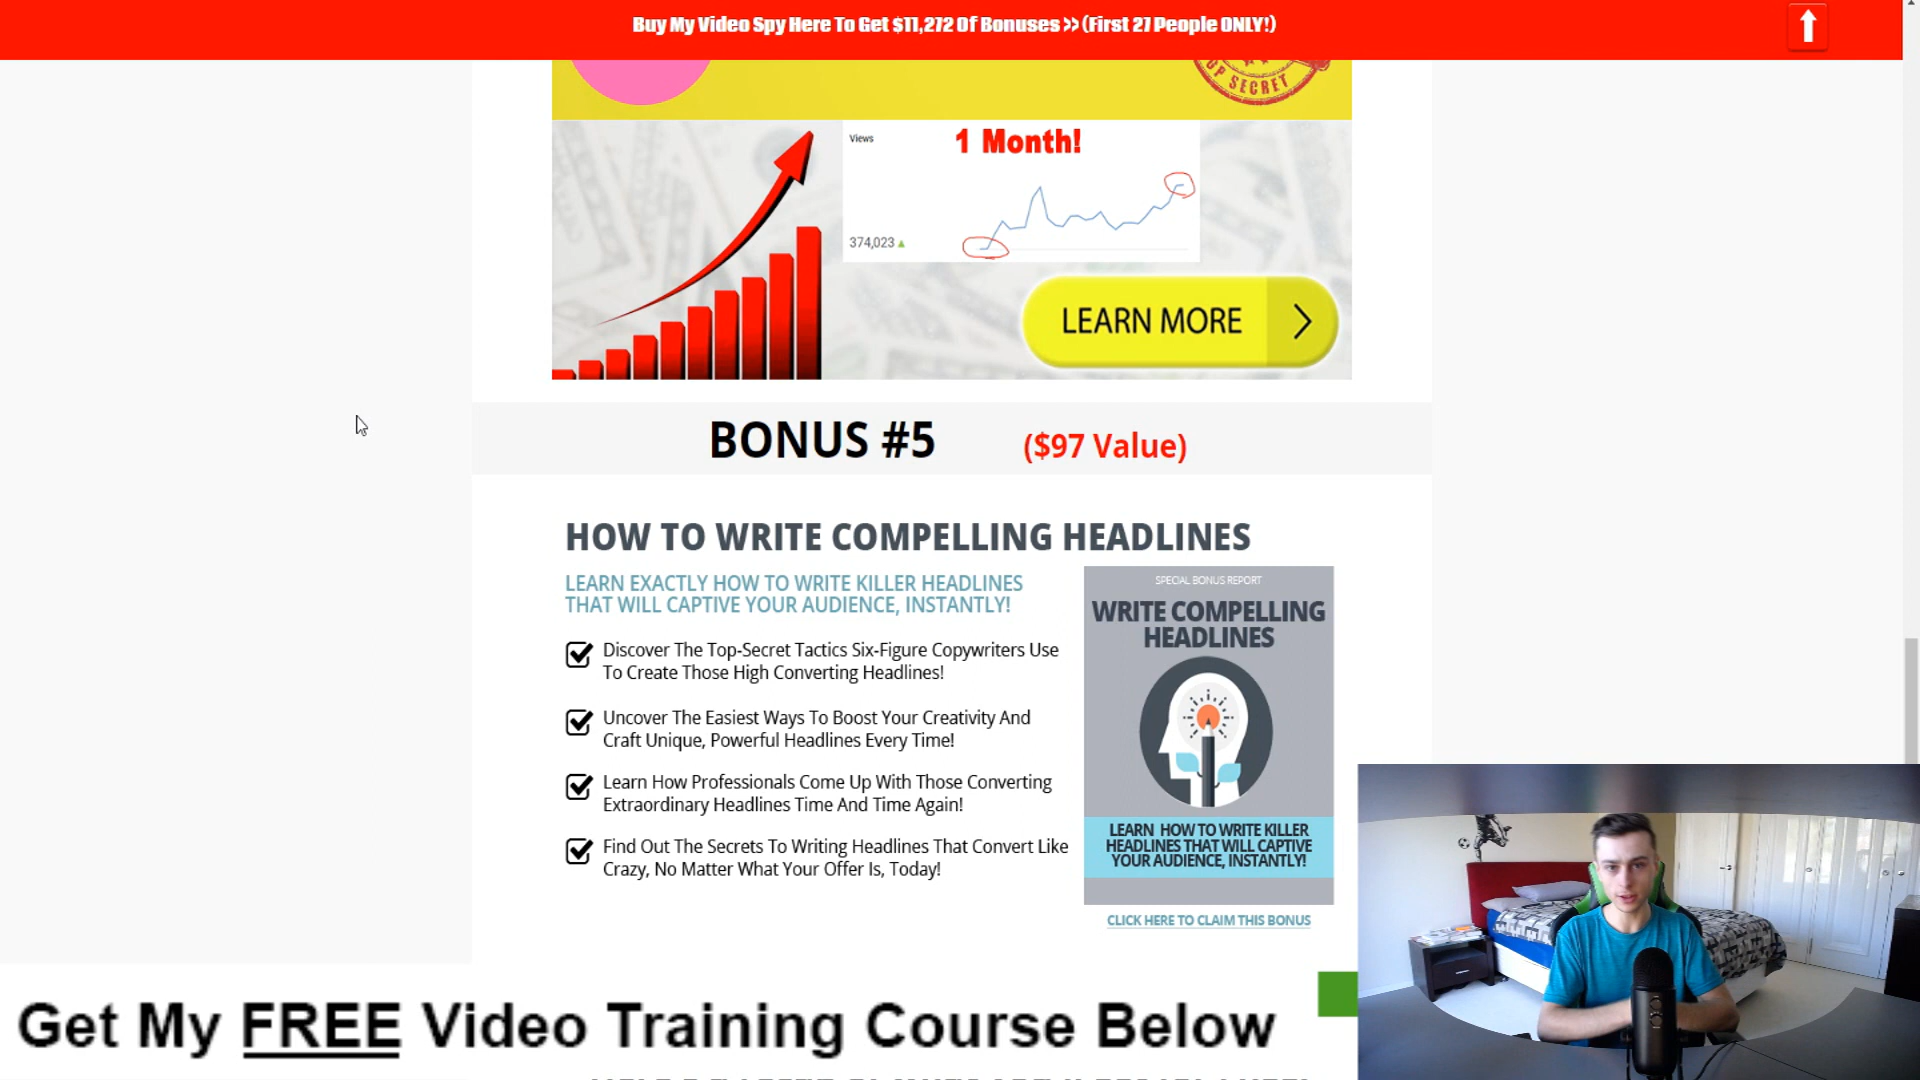 Buy My Video Spy Here To Get $11,272 Of Bonuses >> (First 27 People ONLY!)
TOP SECRET
Views
1 Month!
374,023
LEARN MORE
BONUS #5 ($97 Value)
HOW TO WRITE COMPELLING HEADLINES
LEARN EXACTLY HOW TO WRITE KILLER HEADLINES
THAT WILL CAPTIVE YOUR AUDIENCE, INSTANTLY!
Discover The Top-Secret Tactics Six-Figure Copywriters Use
To Create Those High Converting Headlines!
Uncover The Easiest Ways To Boost Your Creativity And
Craft Unique, Powerful Headlines Every Time!
Learn How Professionals Come Up With Those Converting
Extraordinary Headlines Time And Time Again!
Find Out The Secrets To Writing Headlines That Convert Like
Crazy, No Matter What Your Offer Is, Today!
SPECIAL BONUS REPORT
WRITE COMPELLING
HEADLINES
LEARN HOW TO WRITE KILLER
HEADLINES THAT WILL CAPTIVE
YOUR AUDIENCE, INSTANTLY!
CLICK HERE TO CLAIM THIS BONUS
Get My FREE Video Training Course Below